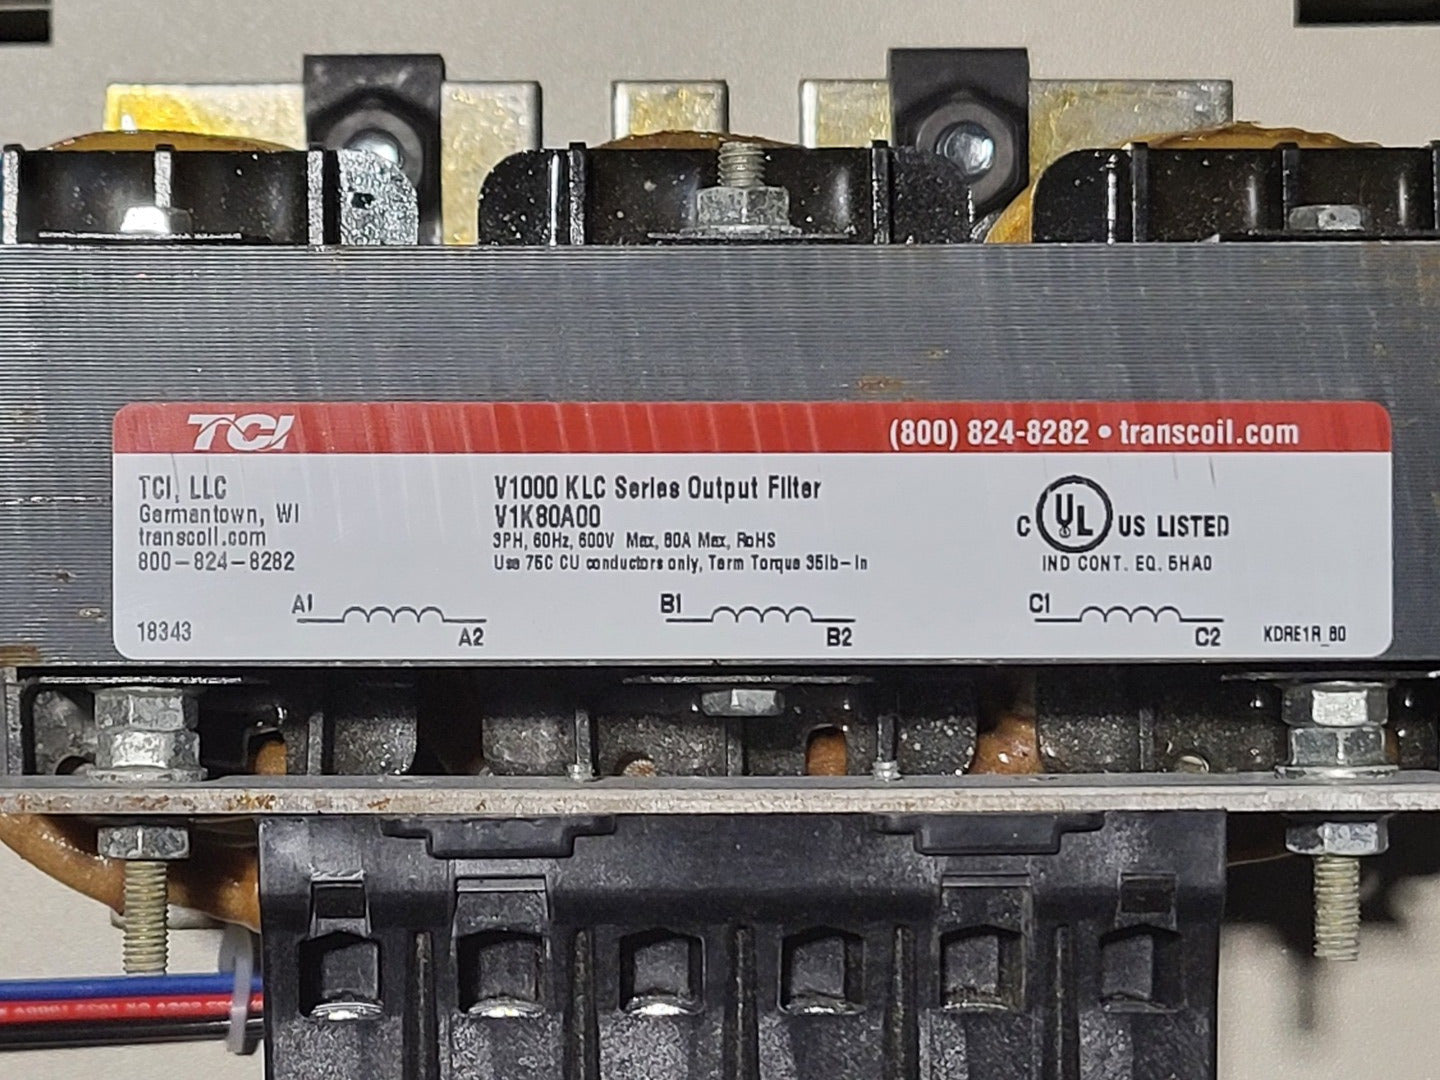 TCI
(800) 824-8282 • transcoil.com
TCI, LLC
Germantown, WI
transcoil.com
800-824-8282
18343
V1000 KLC Series Output Filter
V1K80A00
3PH, 60Hz, 600V Max, 80A Max, RoHS
Use 75C CU conductors only, Term Torque 35lb-in
C UL US LISTED
IND CONT. EQ. 5HA0
A1
A2
B1
B2
C1
C2
KDRE1R_80